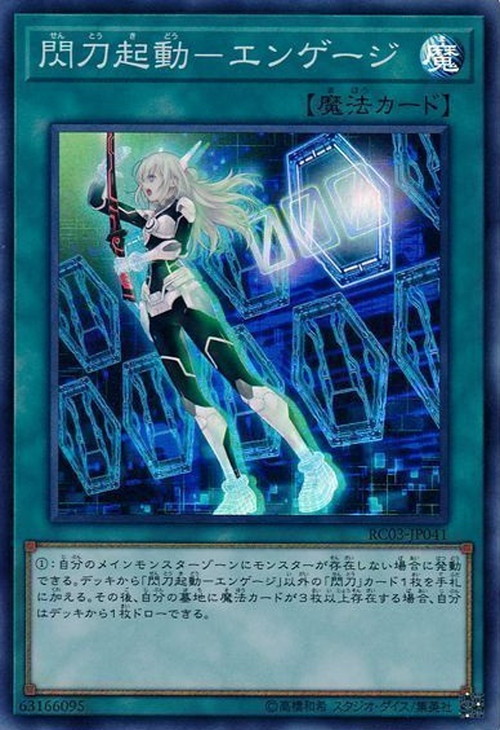 閃刀起動－エンゲージ 魔
【魔法カード】
RC03-JP041
①：自分のメインモンスターゾーンにモンスターが存在しない場合に発動
できる。デッキから「閃刀起動－エンゲージ」以外の「閃刀」カード１枚を手札
に加える。その後、自分の墓地に魔法カードが３枚以上存在する場合、自分
はデッキから１枚ドローできる。
63166095 ©高橋和希 スタジオ・ダイス/集英社